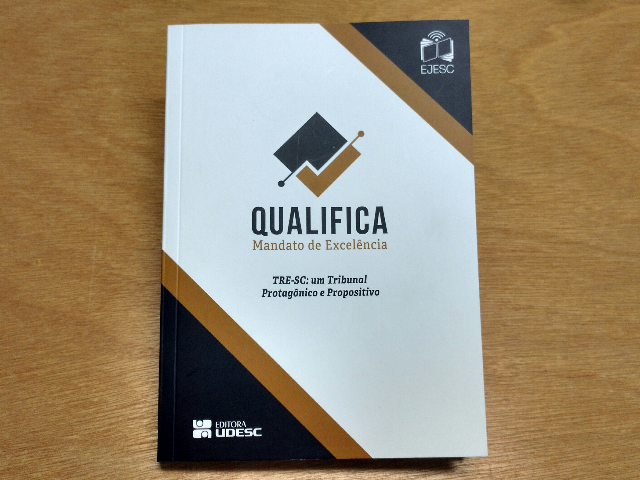 EJESC
QUALIFICA
Mandato de Excelência
TRE-SC: um Tribunal
Protagônico e Propositivo
EDITORA
UDESC